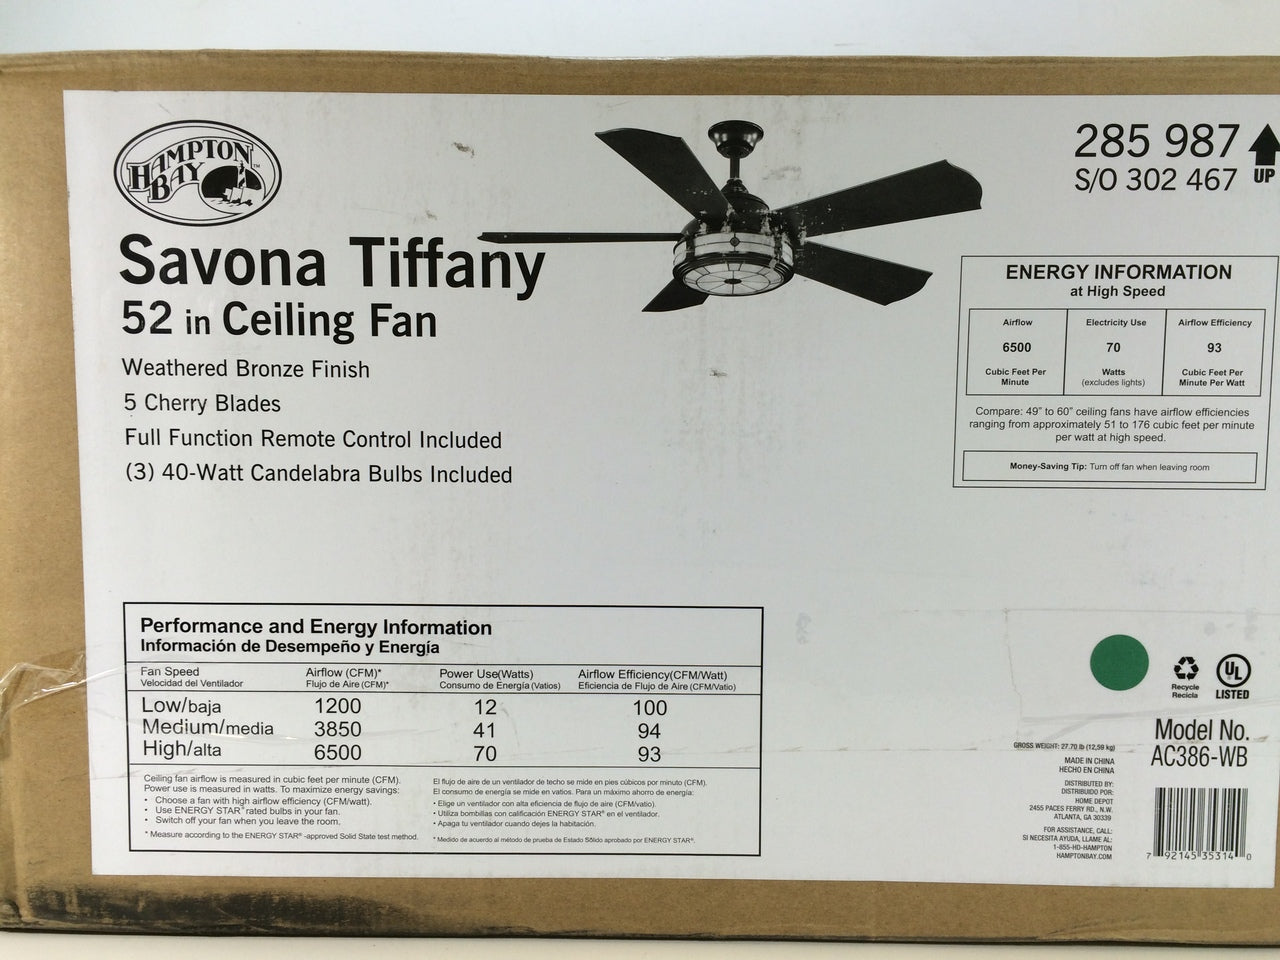 HAMPTON BAY™
Savona Tiffany
52 in Ceiling Fan
Weathered Bronze Finish
5 Cherry Blades
Full Function Remote Control Included
(3) 40-Watt Candelabra Bulbs Included
285 987
S/O 302 467
UP
ENERGY INFORMATION
at High Speed
Airflow Electricity Use Airflow Efficiency
6500 70 93
Cubic Feet Per Minute Watts (excludes lights) Cubic Feet Per Minute Per Watt
Compare: 49" to 60" ceiling fans have airflow efficiencies
ranging from approximately 51 to 176 cubic feet per minute
per watt at high speed.
Money-Saving Tip: Turn off fan when leaving room
Performance and Energy Information
Información de Desempeño y Energía
Fan Speed Airflow (CFM)* Power Use(Watts) Airflow Efficiency(CFM/Watt)
Velocidad del Ventilador Flujo de Aire (CFM)* Consumo de Energía (Vatios) Eficiencia de Flujo de Aire (CFM/Vatio)
Low/baja 1200 12 100
Medium/media 3850 41 94
High/alta 6500 70 93
Ceiling fan airflow is measured in cubic feet per minute (CFM).
Power use is measured in watts. To maximize energy savings:
• Choose a fan with high airflow efficiency (CFM/watt).
• Use ENERGY STAR® rated bulbs in your fan.
• Switch off your fan when you leave the room.
* Measure according to the ENERGY STAR® -approved Solid State test method.
El flujo de aire de un ventilador de techo se mide en pies cúbicos por minuto (CFM).
El consumo de energía se mide en vatios. Para un máximo ahorro de energía:
• Elige un ventilador con alta eficiencia de flujo de aire (CFM/vatio).
• Utiliza bombillas con calificación ENERGY STAR® en el ventilador.
• Apaga tu ventilador cuando dejes la habitación.
* Medido de acuerdo al método de prueba de Estado Sólido aprobado por ENERGY STAR®.
Recycle
Recicla
UL
LISTED
Model No.
AC386-WB
GROSS WEIGHT: 27.70 lb (12,59 kg)
MADE IN CHINA
HECHO EN CHINA
DISTRIBUTED BY:
DISTRIBUIDO POR:
HOME DEPOT
2455 PACES FERRY RD., N.W.
ATLANTA, GA 30339
FOR ASSISTANCE, CALL:
SI NECESITA AYUDA, LLAME AL:
1-855-HD-HAMPTON
HAMPTONBAY.COM
7 92145 35314 0